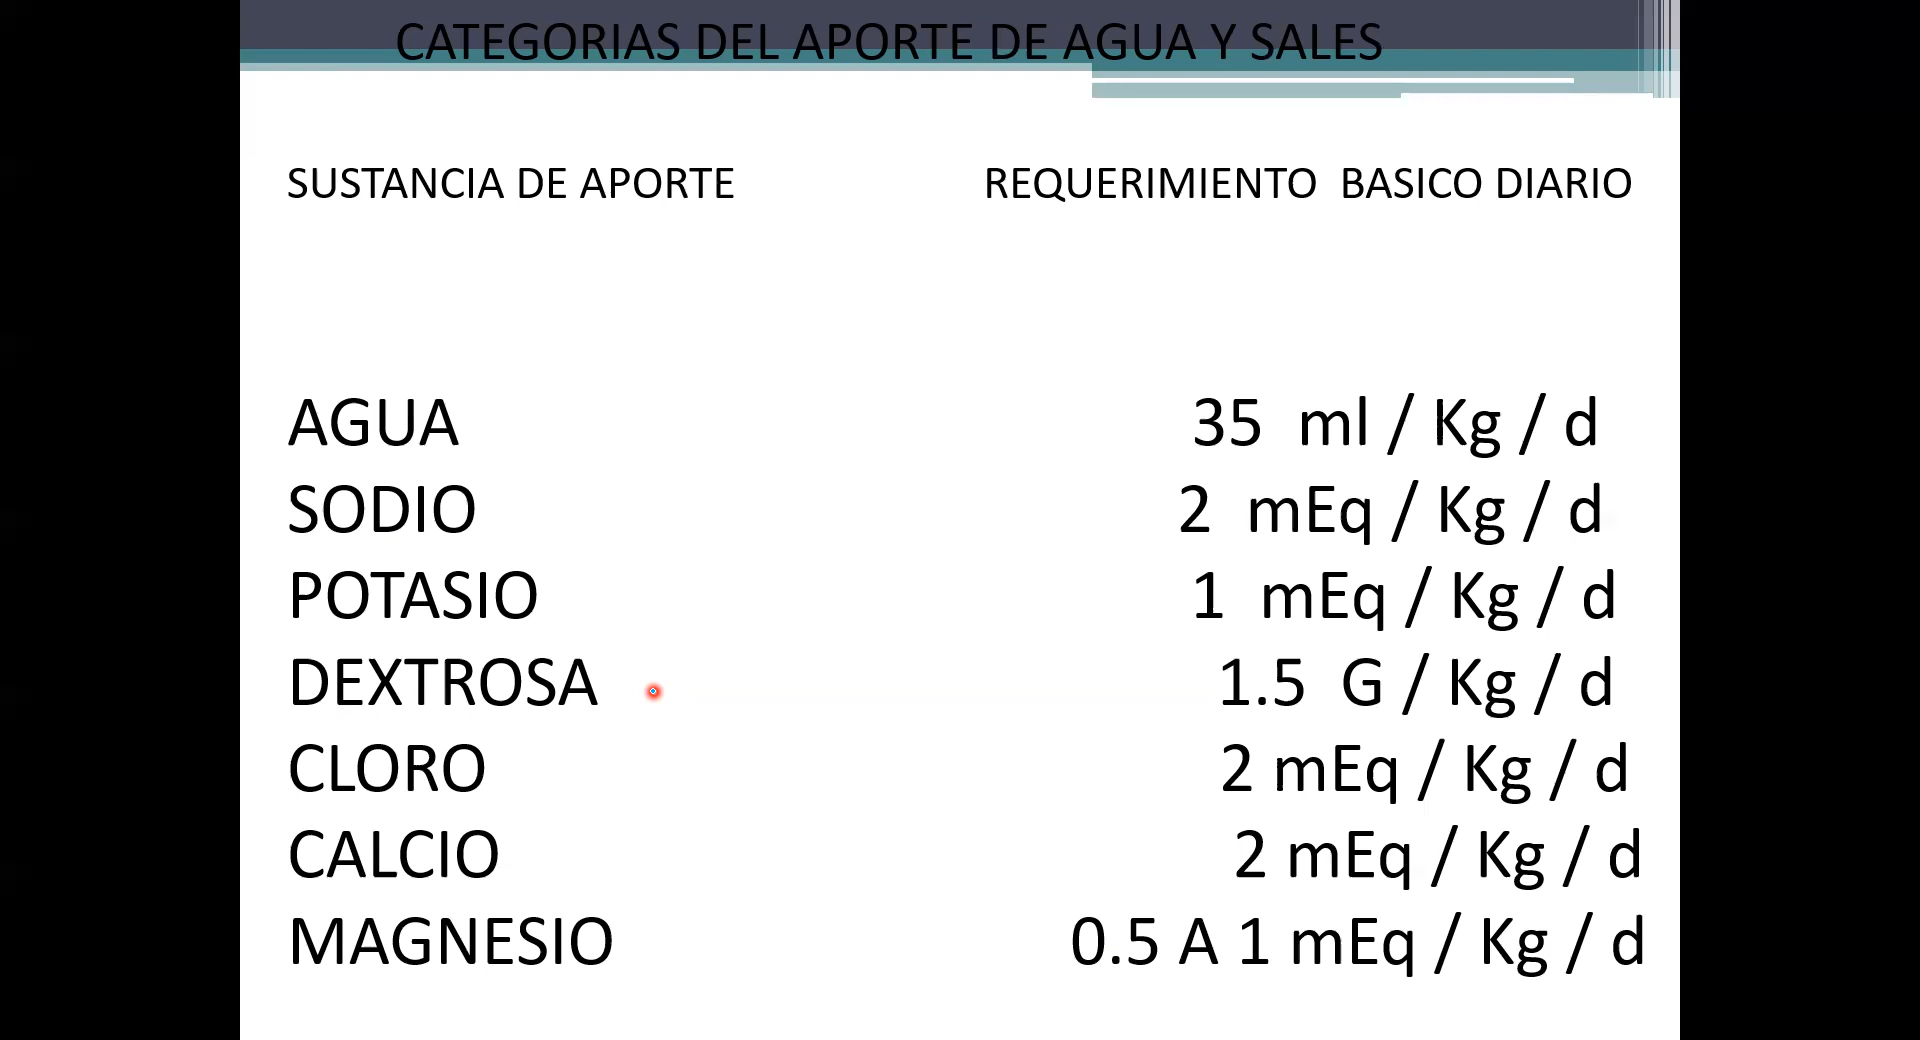 CATEGORIAS DEL APORTE DE AGUA Y SALES
SUSTANCIA DE APORTE REQUERIMIENTO BASICO DIARIO
AGUA 35 ml / Kg / d
SODIO 2 mEq / Kg / d
POTASIO 1 mEq / Kg / d
DEXTROSA 1.5 G / Kg / d
CLORO 2 mEq / Kg / d
CALCIO 2 mEq / Kg / d
MAGNESIO 0.5 A 1 mEq / Kg / d